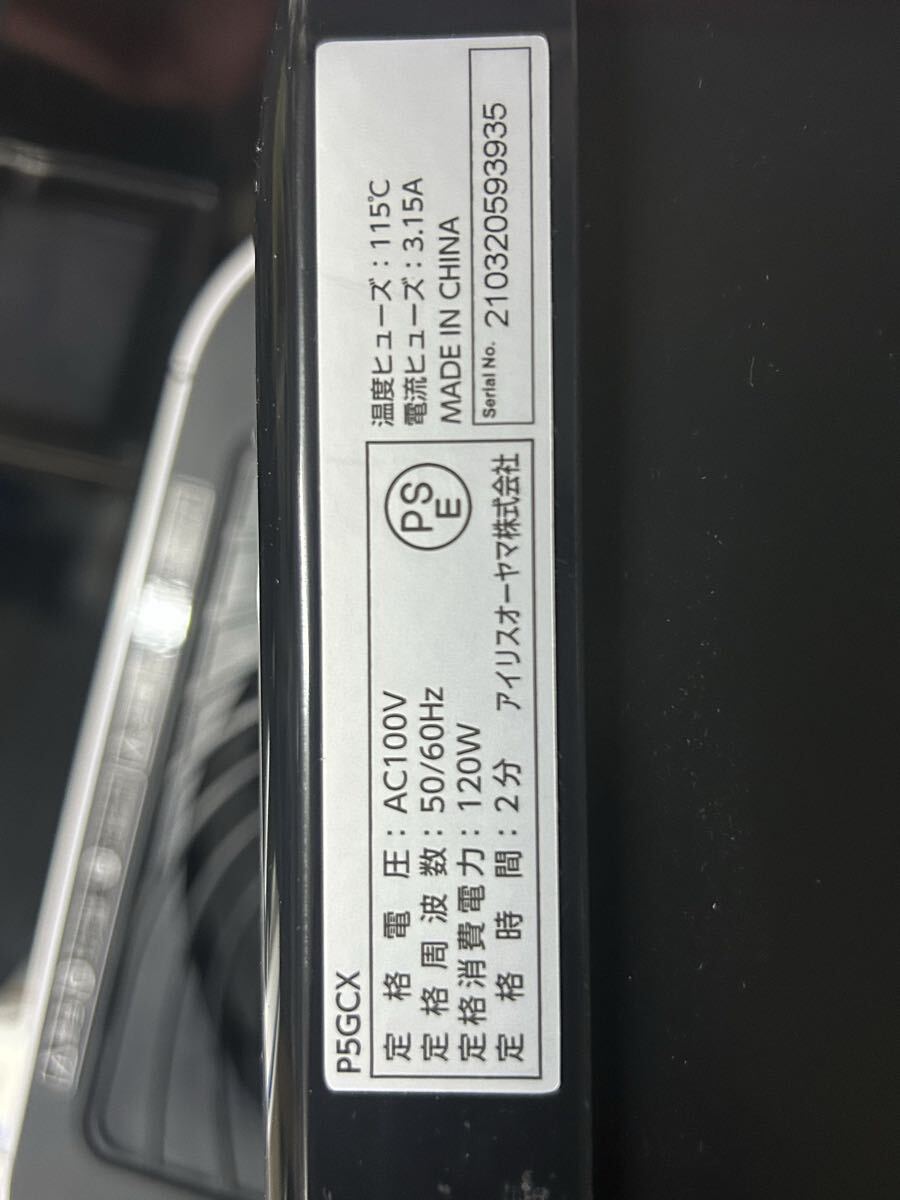 P5GCX
定格電圧：AC100V
定格周波数：50/60Hz
定格消費電力：120W
定格時間：2分
PSE
アイリスオーヤマ株式会社
温度ヒューズ：115℃
電流ヒューズ：3.15A
MADE IN CHINA
Serial No. 210320593935